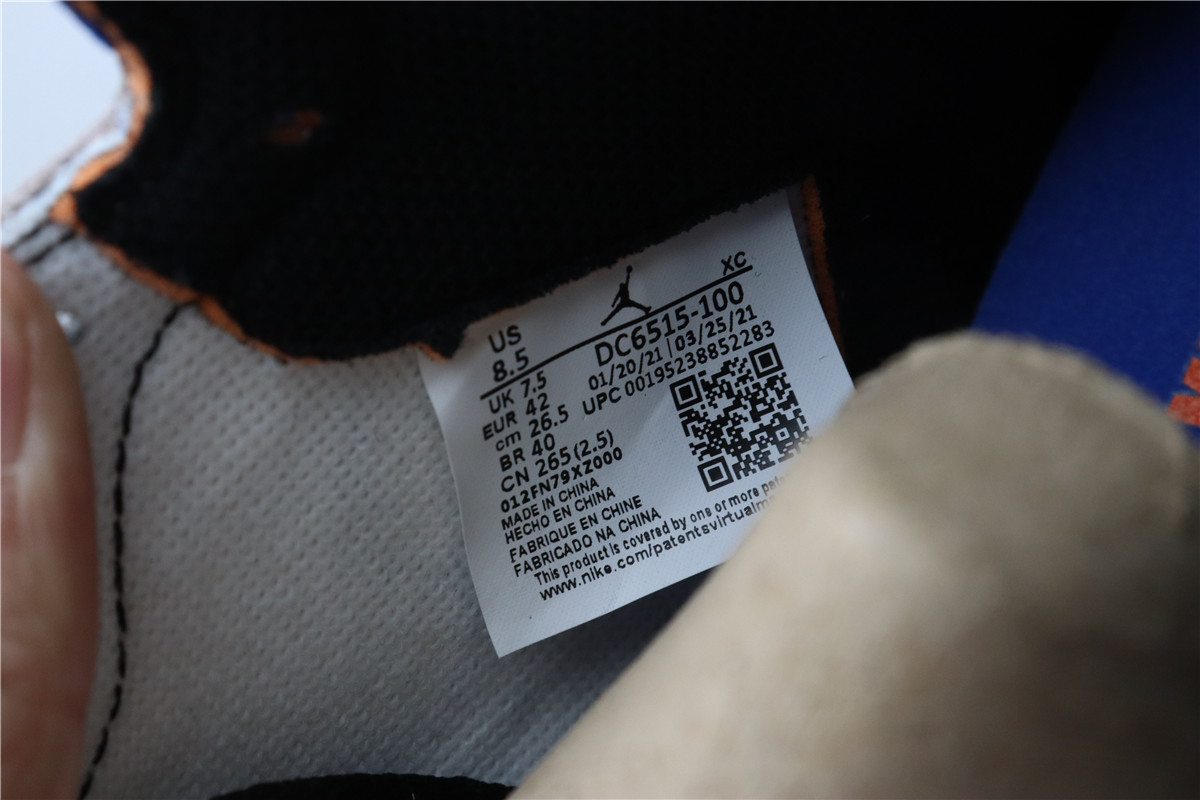 US
8.5
XC
UK 7.5
EUR 42
cm 26.5
BR 40
CN 265(2.5)
DC6515-100
01/20/21 | 03/25/21
UPC 00195238852283
012FN79XZ000
MADE IN CHINA
HECHO EN CHINA
FABRIQUE EN CHINE
FABRICADO NA CHINA
This product is covered by one or more
www.nike.com/patentsvirtual